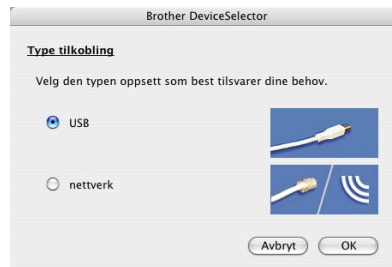 Brother DeviceSelector
Type tilkobling
Velg den typen oppsett som best tilsvarer dine behov.
USB
nettverk
Avbryt OK